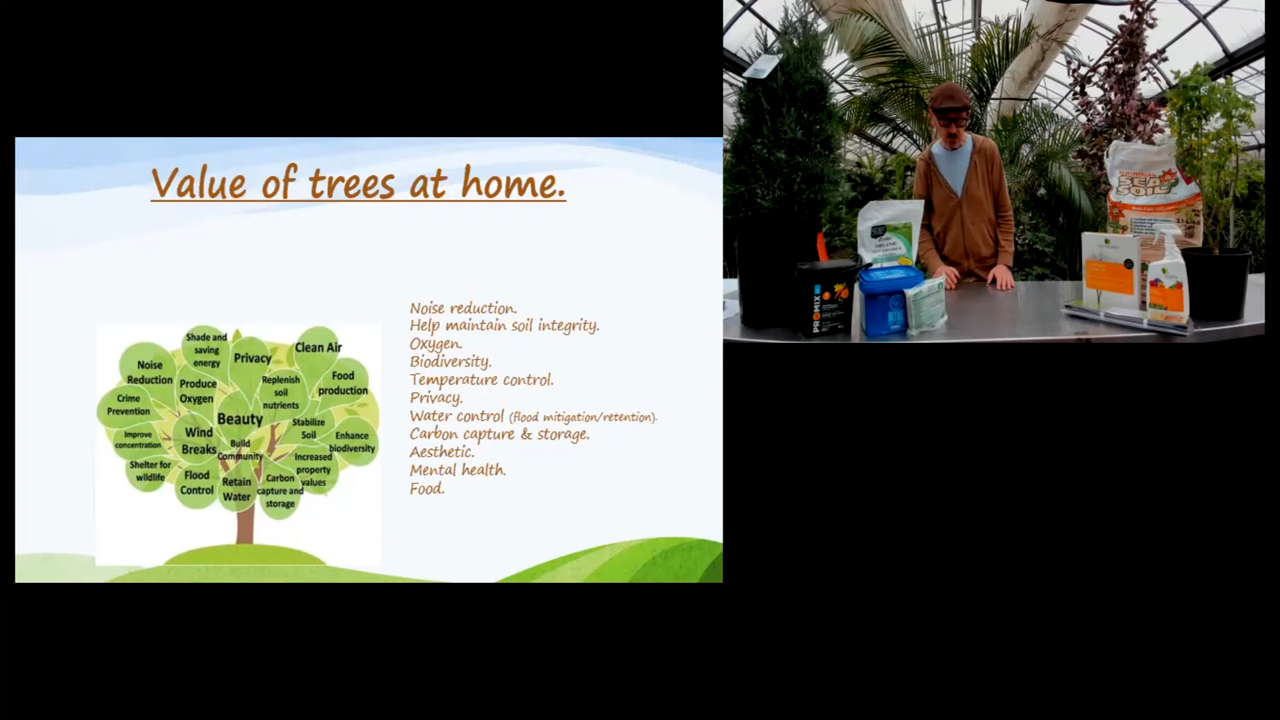 Value of trees at home.
Noise reduction.
Help maintain soil integrity.
Oxygen.
Biodiversity.
Temperature control.
Privacy.
Water control (flood mitigation/retention).
Carbon capture & storage.
Aesthetic.
Mental health.
Food.
Shade and
saving
energy
Privacy
Clean Air
Noise
Reduction
Produce
Oxygen
Replenish
soil
nutrients
Food
production
Crime
Prevention
Beauty
Improve
concentration
Wind
Breaks
Build
Community
Stabilize
Soil
Enhance
biodiversity
Shelter for
wildlife
Flood
Control
Retain
Water
Carbon
capture and
storage
Increased
property
values
PROMIX
ORGANIC